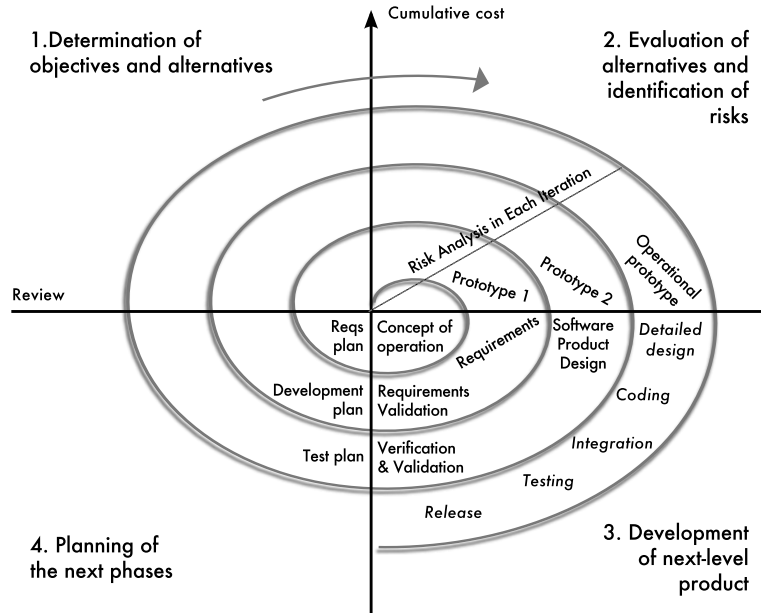 Cumulative cost
1.Determination of
objectives and alternatives
2. Evaluation of
alternatives and
identification of
risks
Risk Analysis in Each Iteration
Operational
prototype
Prototype 2
Prototype 1
Review
Reqs
plan
Concept of
operation
Requirements
Software
Product
Design
Detailed
design
Development
plan
Requirements
Validation
Coding
Test plan
Verification
& Validation
Integration
Testing
Release
4. Planning of
the next phases
3. Development
of next-level
product